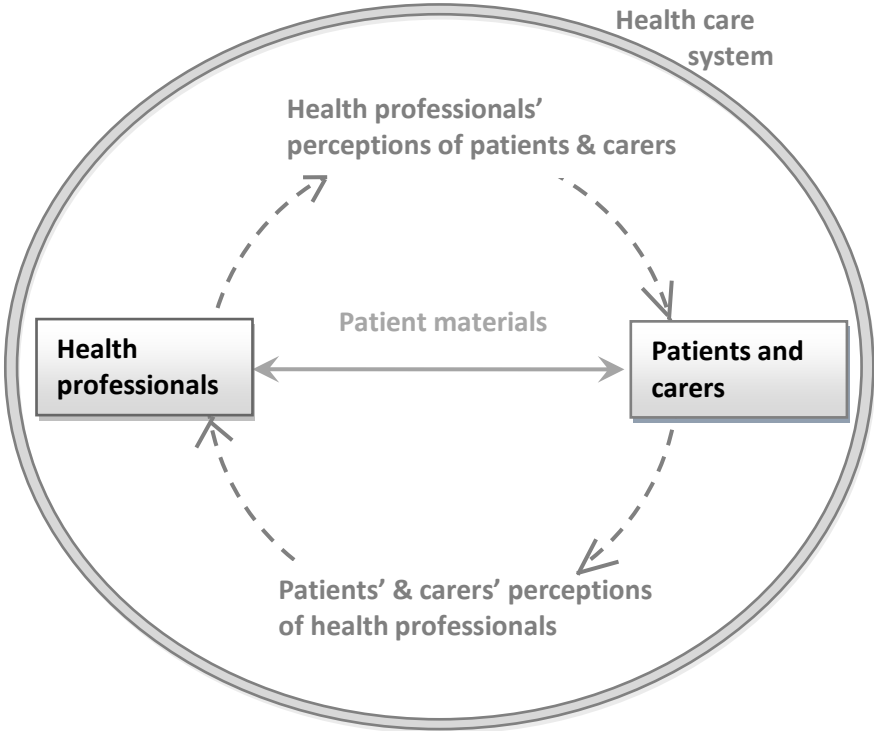 Health care
system
Health professionals’
perceptions of patients & carers
Patient materials
Health
professionals
Patients and
carers
Patients’ & carers’ perceptions
of health professionals